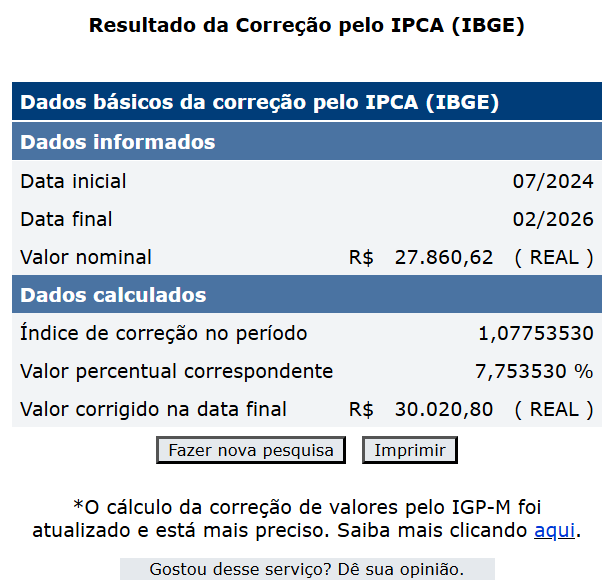 Resultado da Correção pelo IPCA (IBGE)
Dados básicos da correção pelo IPCA (IBGE)
Dados informados
Data inicial 07/2024
Data final 02/2026
Valor nominal R$ 27.860,62 ( REAL )
Dados calculados
Índice de correção no período 1,07753530
Valor percentual correspondente 7,753530 %
Valor corrigido na data final R$ 30.020,80 ( REAL )
Fazer nova pesquisa Imprimir
*O cálculo da correção de valores pelo IGP-M foi
atualizado e está mais preciso. Saiba mais clicando aqui.
Gostou desse serviço? Dê sua opinião.